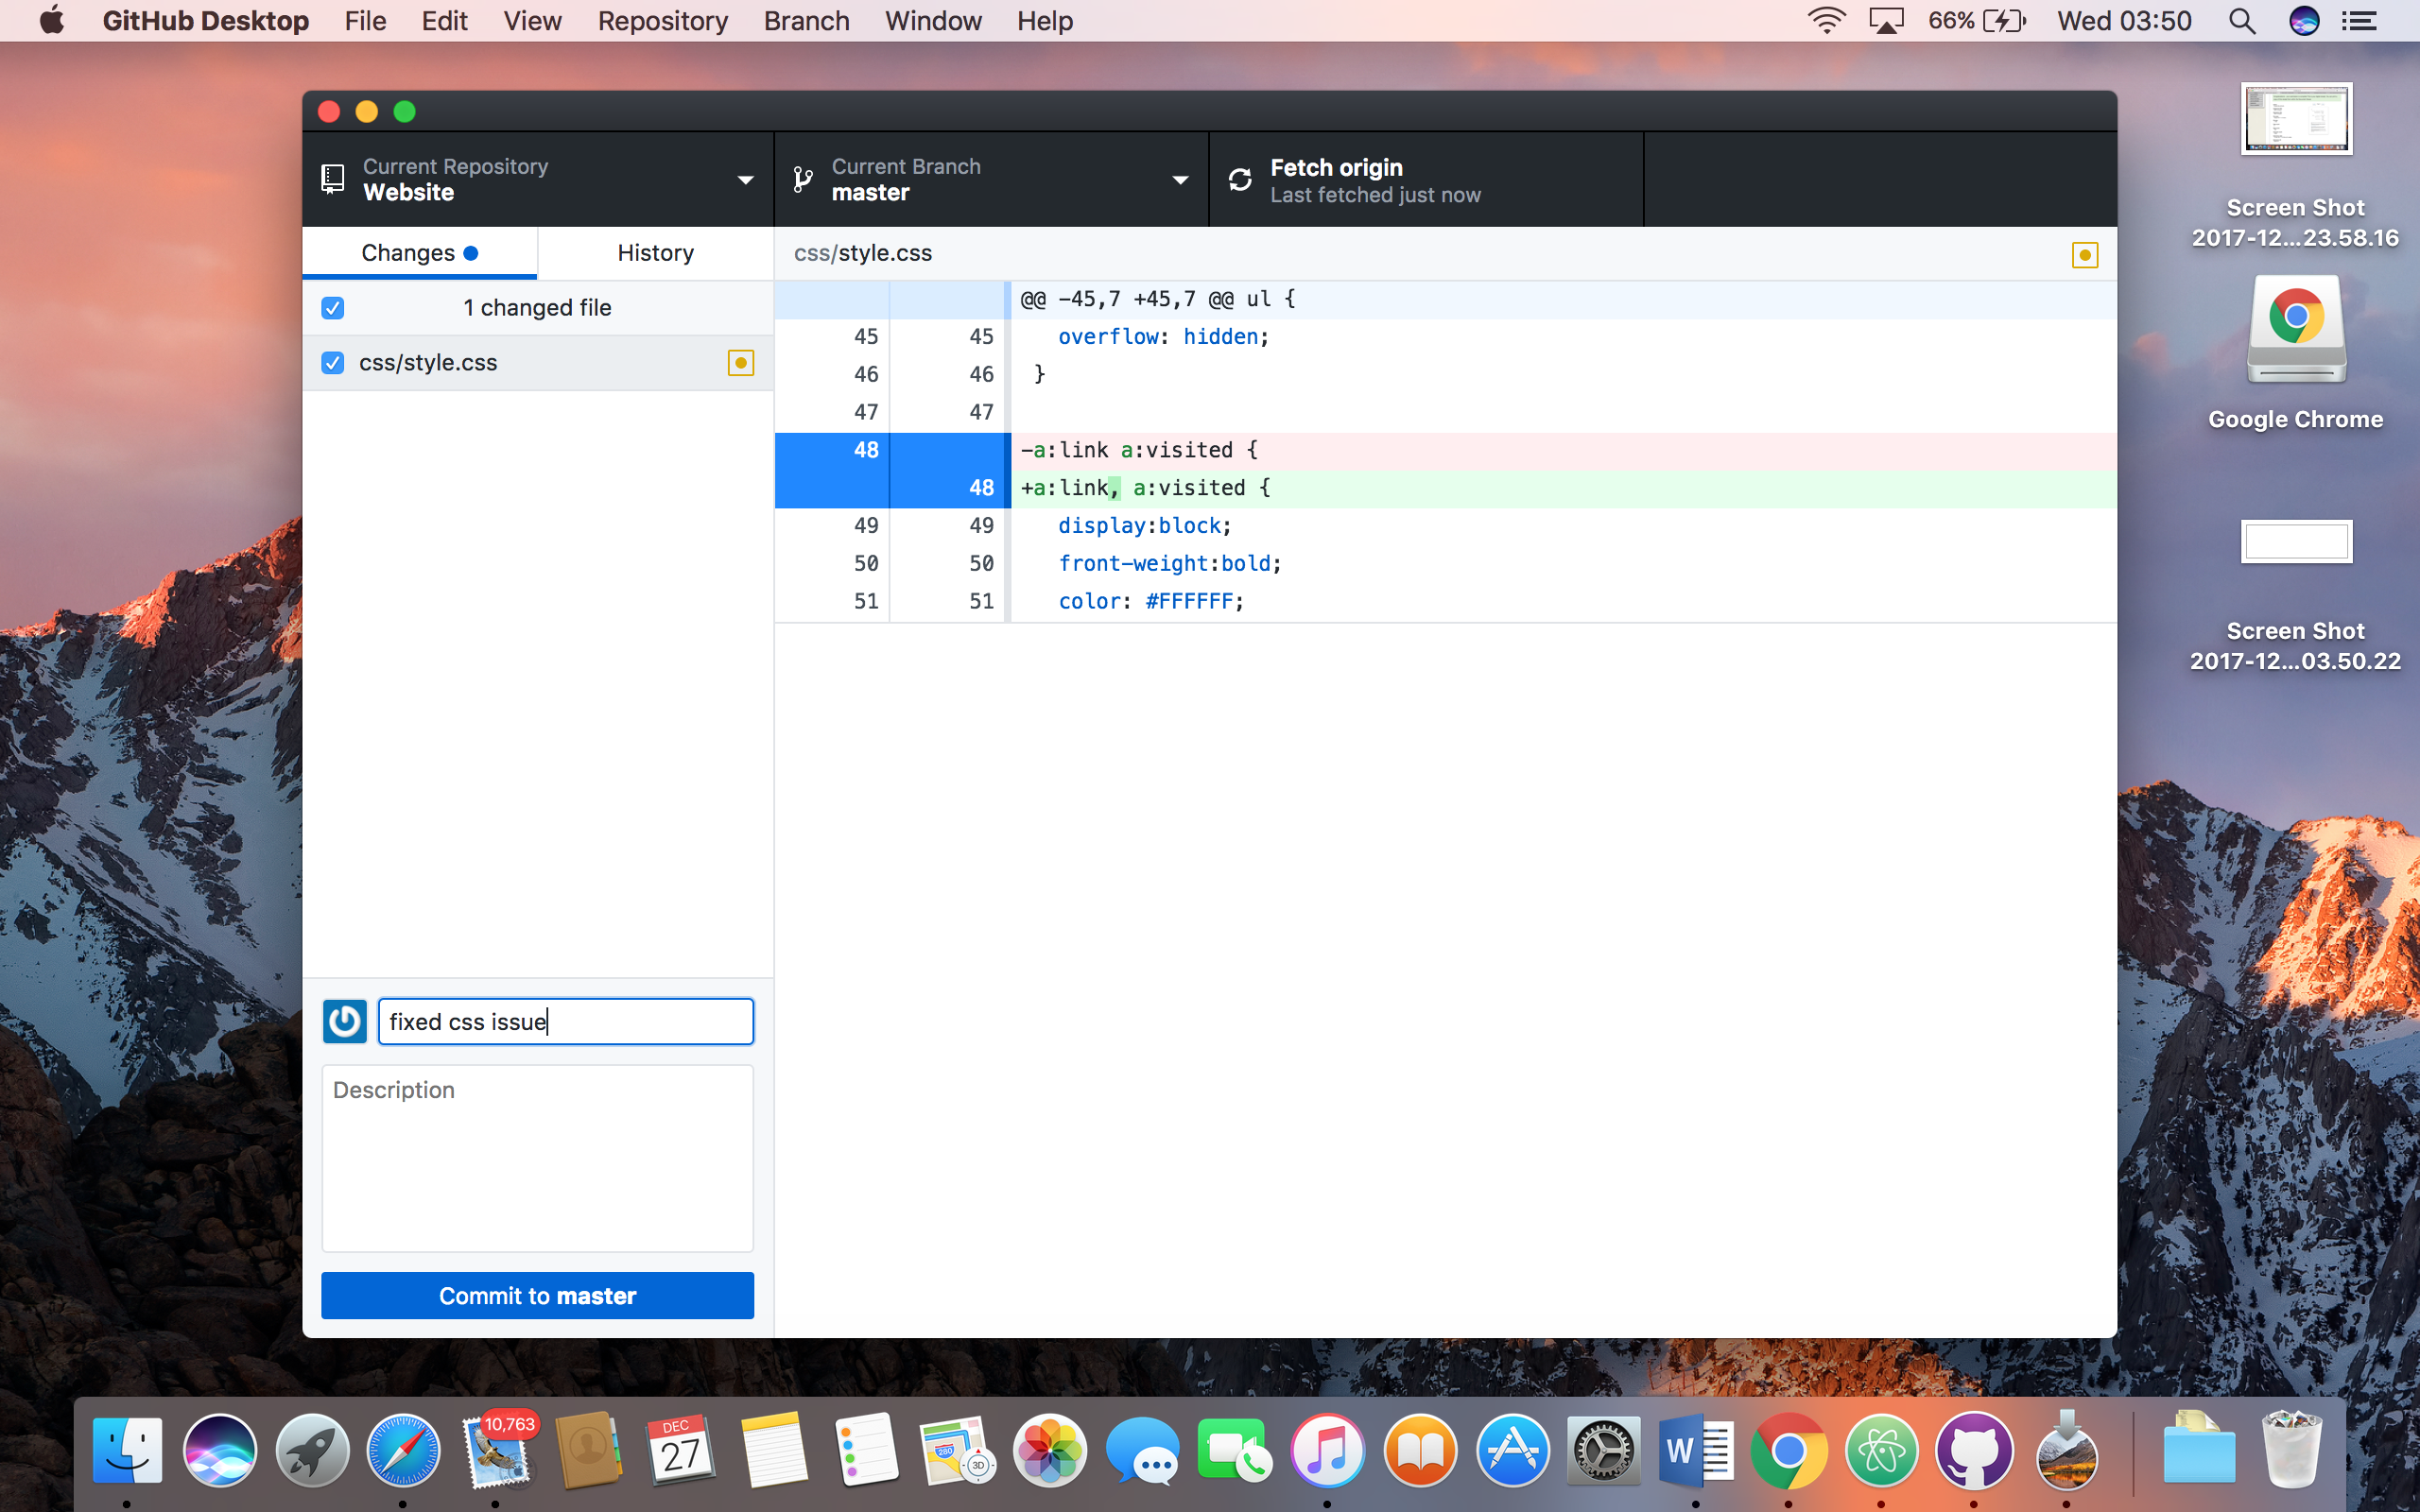 GitHub Desktop File Edit View Repository Branch Window Help 66% Wed 03:50
Current Repository
Website
Current Branch
master
Fetch origin
Last fetched just now
Changes History
1 changed file
css/style.css
css/style.css
@@ -45,7 +45,7 @@ ul {
45 45 overflow: hidden;
46 46 }
47 47
48 -a:link a:visited {
48 +a:link, a:visited {
49 49 display:block;
50 50 front-weight:bold;
51 51 color: #FFFFFF;
fixed css issue
Description
Commit to master
Screen Shot
2017-12...23.58.16
Google Chrome
Screen Shot
2017-12...03.50.22
10,763
DEC
27
280
3D
W